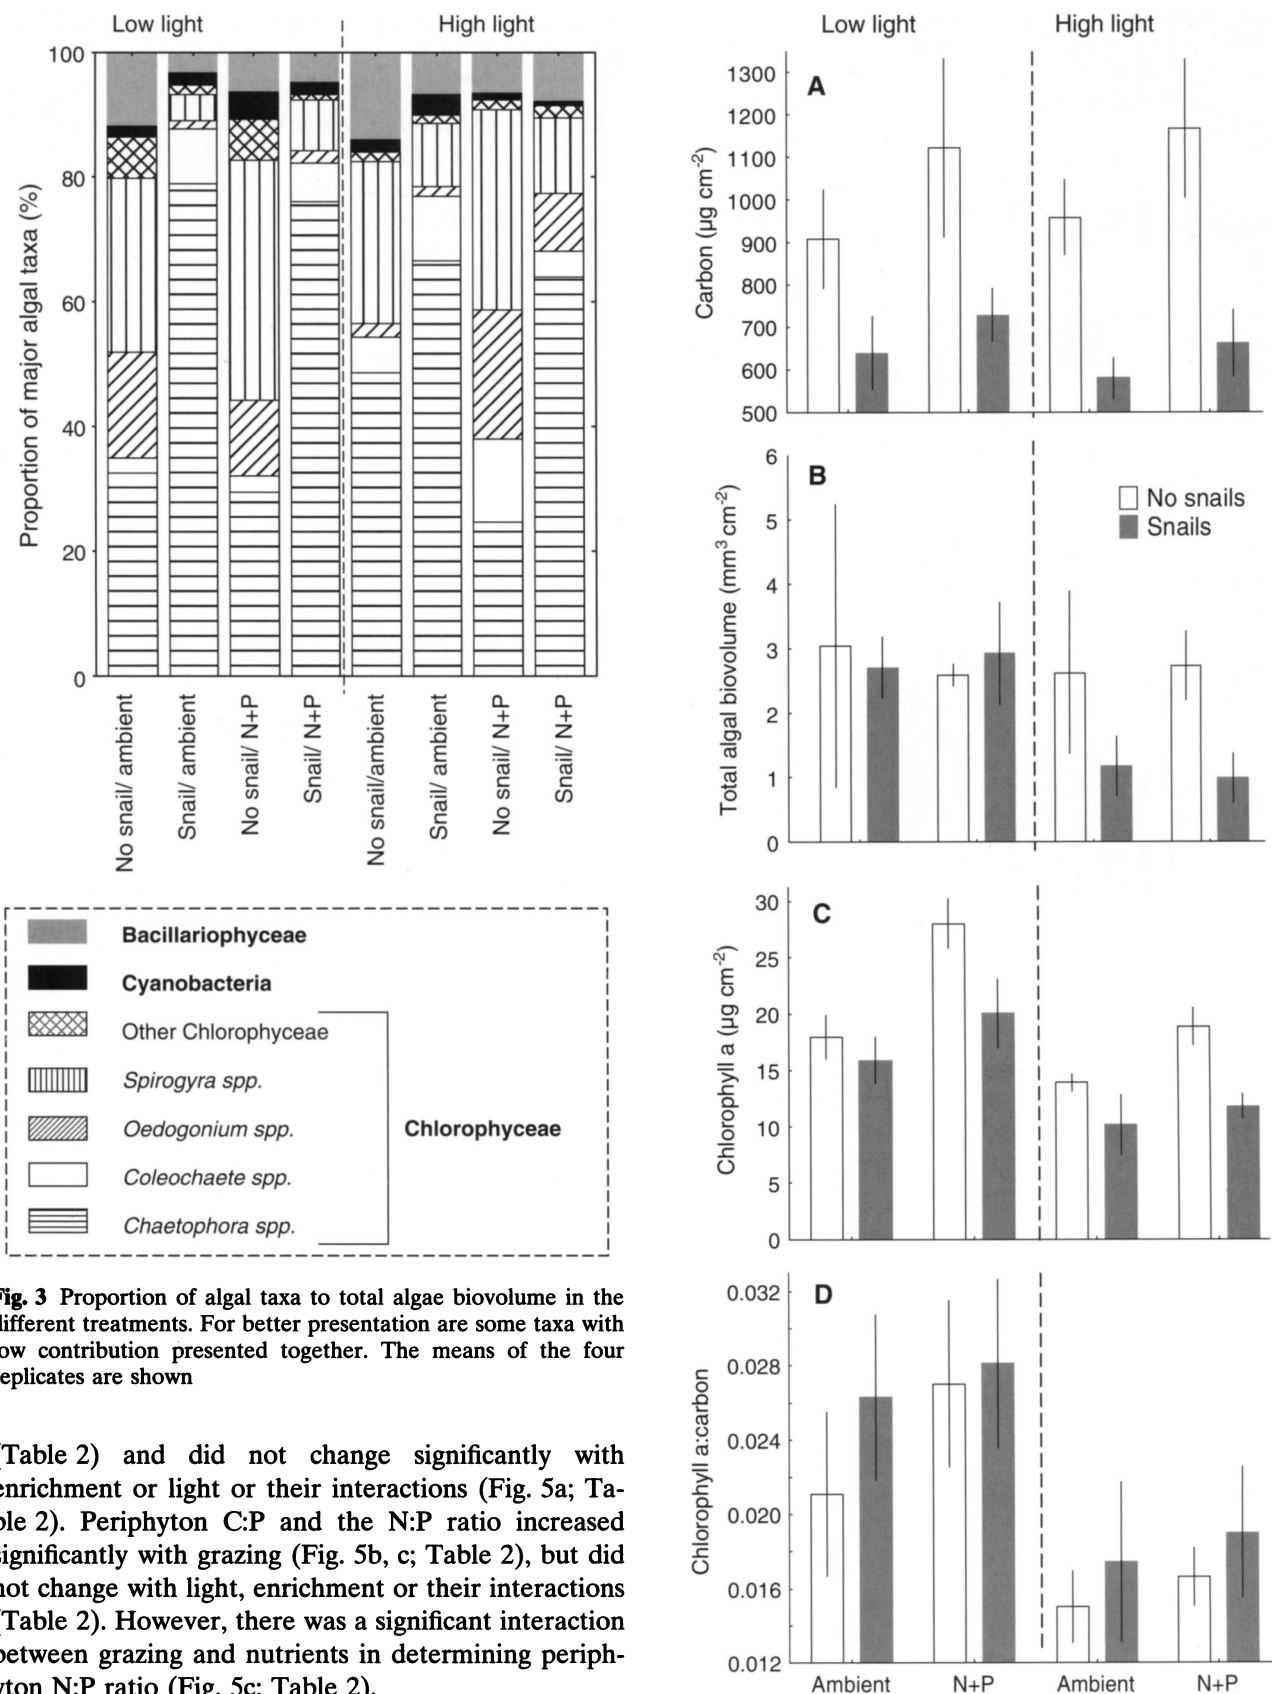 Low light High light
100
80
60
40
20
0
Proportion of major algal taxa (%)
No snail/ ambient
Snail/ ambient
No snail/ N+P
Snail/ N+P
No snail/ambient
Snail/ ambient
No snail/ N+P
Snail/ N+P
Bacillariophyceae
Cyanobacteria
Other Chlorophyceae
Spirogyra spp.
Oedogonium spp.
Coleochaete spp.
Chaetophora spp.
Chlorophyceae
Fig. 3 Proportion of algal taxa to total algae biovolume in the
different treatments. For better presentation are some taxa with
low contribution presented together. The means of the four
replicates are shown
(Table 2) and did not change significantly with
enrichment or light or their interactions (Fig. 5a; Ta-
ble 2). Periphyton C:P and the N:P ratio increased
significantly with grazing (Fig. 5b, c; Table 2), but did
not change with light, enrichment or their interactions
(Table 2). However, there was a significant interaction
between grazing and nutrients in determining periph-
yton N:P ratio (Fig. 5c; Table 2).
Low light High light
A
1300
1200
1100
1000
900
800
700
600
500
Carbon (µg cm-2)
B
6
5
4
3
2
1
0
Total algal biovolume (mm3 cm-2)
No snails
Snails
C
30
25
20
15
10
5
0
Chlorophyll a (µg cm-2)
D
0.032
0.028
0.024
0.020
0.016
0.012
Chlorophyll a:carbon
Ambient N+P Ambient N+P